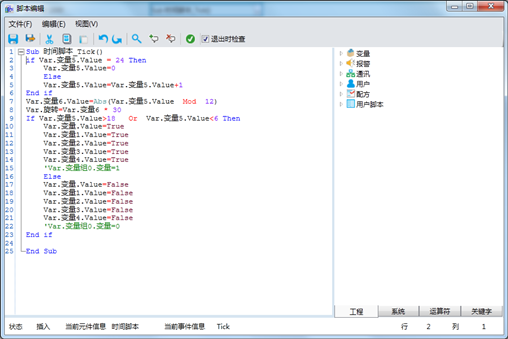 脚本编辑
文件(F) 编辑(E) 视图(V)
退出时检查
1 Sub 时间脚本_Tick()
2 if Var.变量5.Value = 24 Then
3 Var.变量5.Value=0
4 Else
5 Var.变量5.Value=Var.变量5.Value+1
6 End if
7 Var.变量6.Value=Abs(Var.变量5.Value Mod 12)
8 Var.旋转=Var.变量6 * 30
9 If Var.变量5.Value>18 Or Var.变量5.Value<6 Then
10 Var.变量.Value=True
11 Var.变量1.Value=True
12 Var.变量2.Value=True
13 Var.变量3.Value=True
14 Var.变量4.Value=True
15 'Var.变量组0.变量=1
16 Else
17 Var.变量.Value=False
18 Var.变量1.Value=False
19 Var.变量2.Value=False
20 Var.变量3.Value=False
21 Var.变量4.Value=False
22 'Var.变量组0.变量=0
23 End if
24
25 End Sub
变量
报警
通讯
用户
配方
用户脚本
工程 系统 运算符 关键字
状态 插入 当前元件信息 时间脚本 当前事件信息 Tick 行 2 列 1